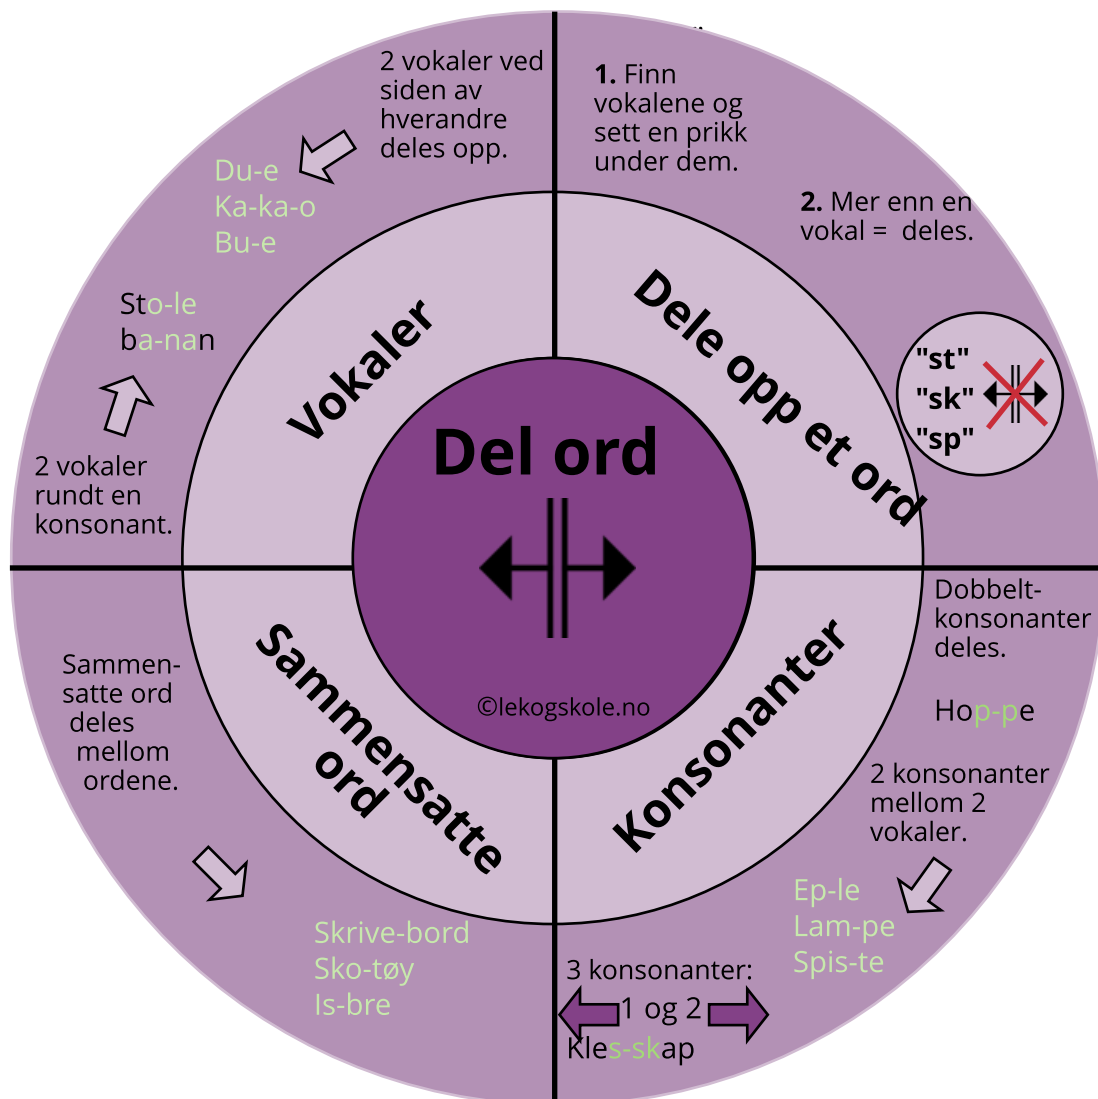 Del ord
©lekogskole.no
Dele opp et ord
1. Finn
vokalene og
sett en prikk
under dem.
2. Mer enn en
vokal =  deles.
"st"
"sk"
"sp"
Konsonanter
Dobbelt-
konsonanter
deles.
Hop-pe
2 konsonanter
mellom 2
vokaler.
Ep-le
Lam-pe
Spis-te
3 konsonanter:
1 og 2
Kles-skap
Sammensatte
ord
Sammen-
satte ord
deles
mellom
ordene.
Skrive-bord
Sko-tøy
Is-bre
Vokaler
2 vokaler
rundt en
konsonant.
Sto-le
ba-nan
2 vokaler ved
siden av
hverandre
deles opp.
Du-e
Ka-ka-o
Bu-e